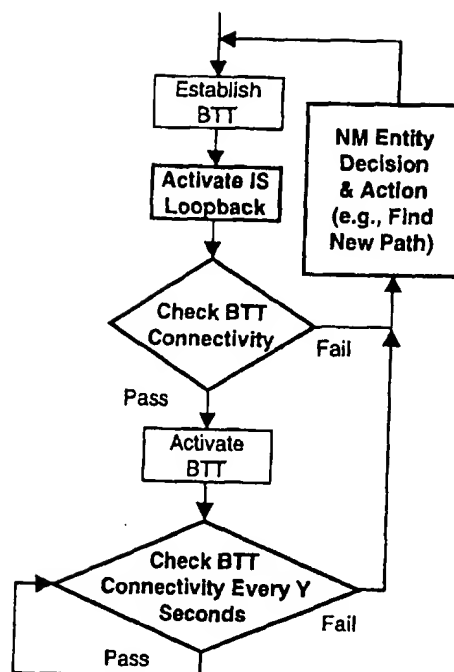 Establish
BTT
Activate IS
Loopback
NM Entity
Decision
& Action
(e.g., Find
New Path)
Check BTT
Connectivity
Fail
Pass
Activate
BTT
Check BTT
Connectivity Every Y
Seconds
Fail
Pass